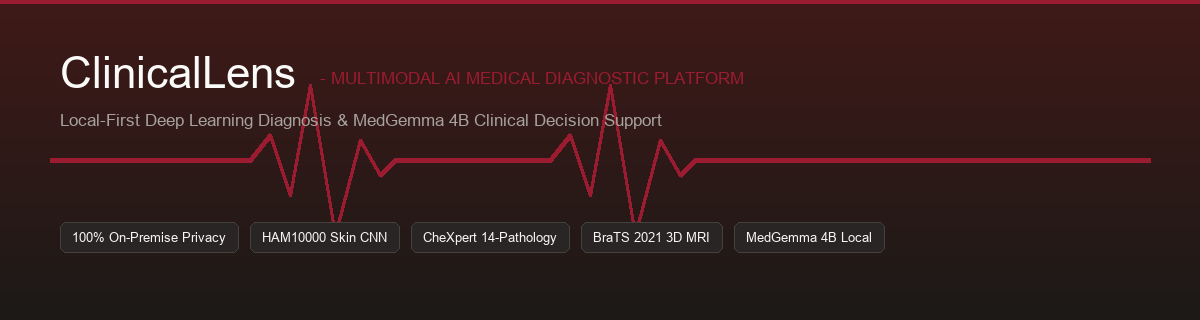 ClinicalLens - MULTIMODAL AI MEDICAL DIAGNOSTIC PLATFORM
Local-First Deep Learning Diagnosis & MedGemma 4B Clinical Decision Support
100% On-Premise Privacy HAM10000 Skin CNN CheXpert 14-Pathology BraTS 2021 3D MRI MedGemma 4B Local